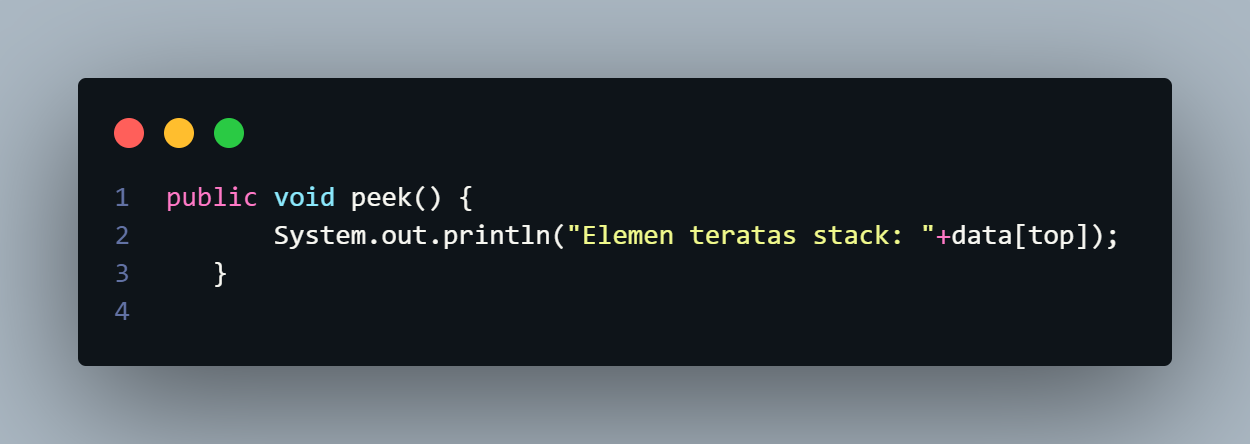 1 public void peek() {
2         System.out.println("Elemen teratas stack: "+data[top]);
3     }
4